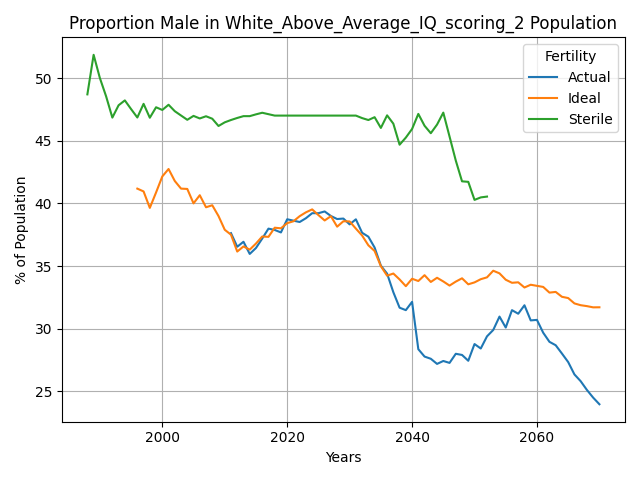 Proportion Male in White_Above_Average_IQ_scoring_2 Population
Fertility
Actual
Ideal
Sterile
% of Population
50
45
40
35
30
25
2000
2020
2040
2060
Years